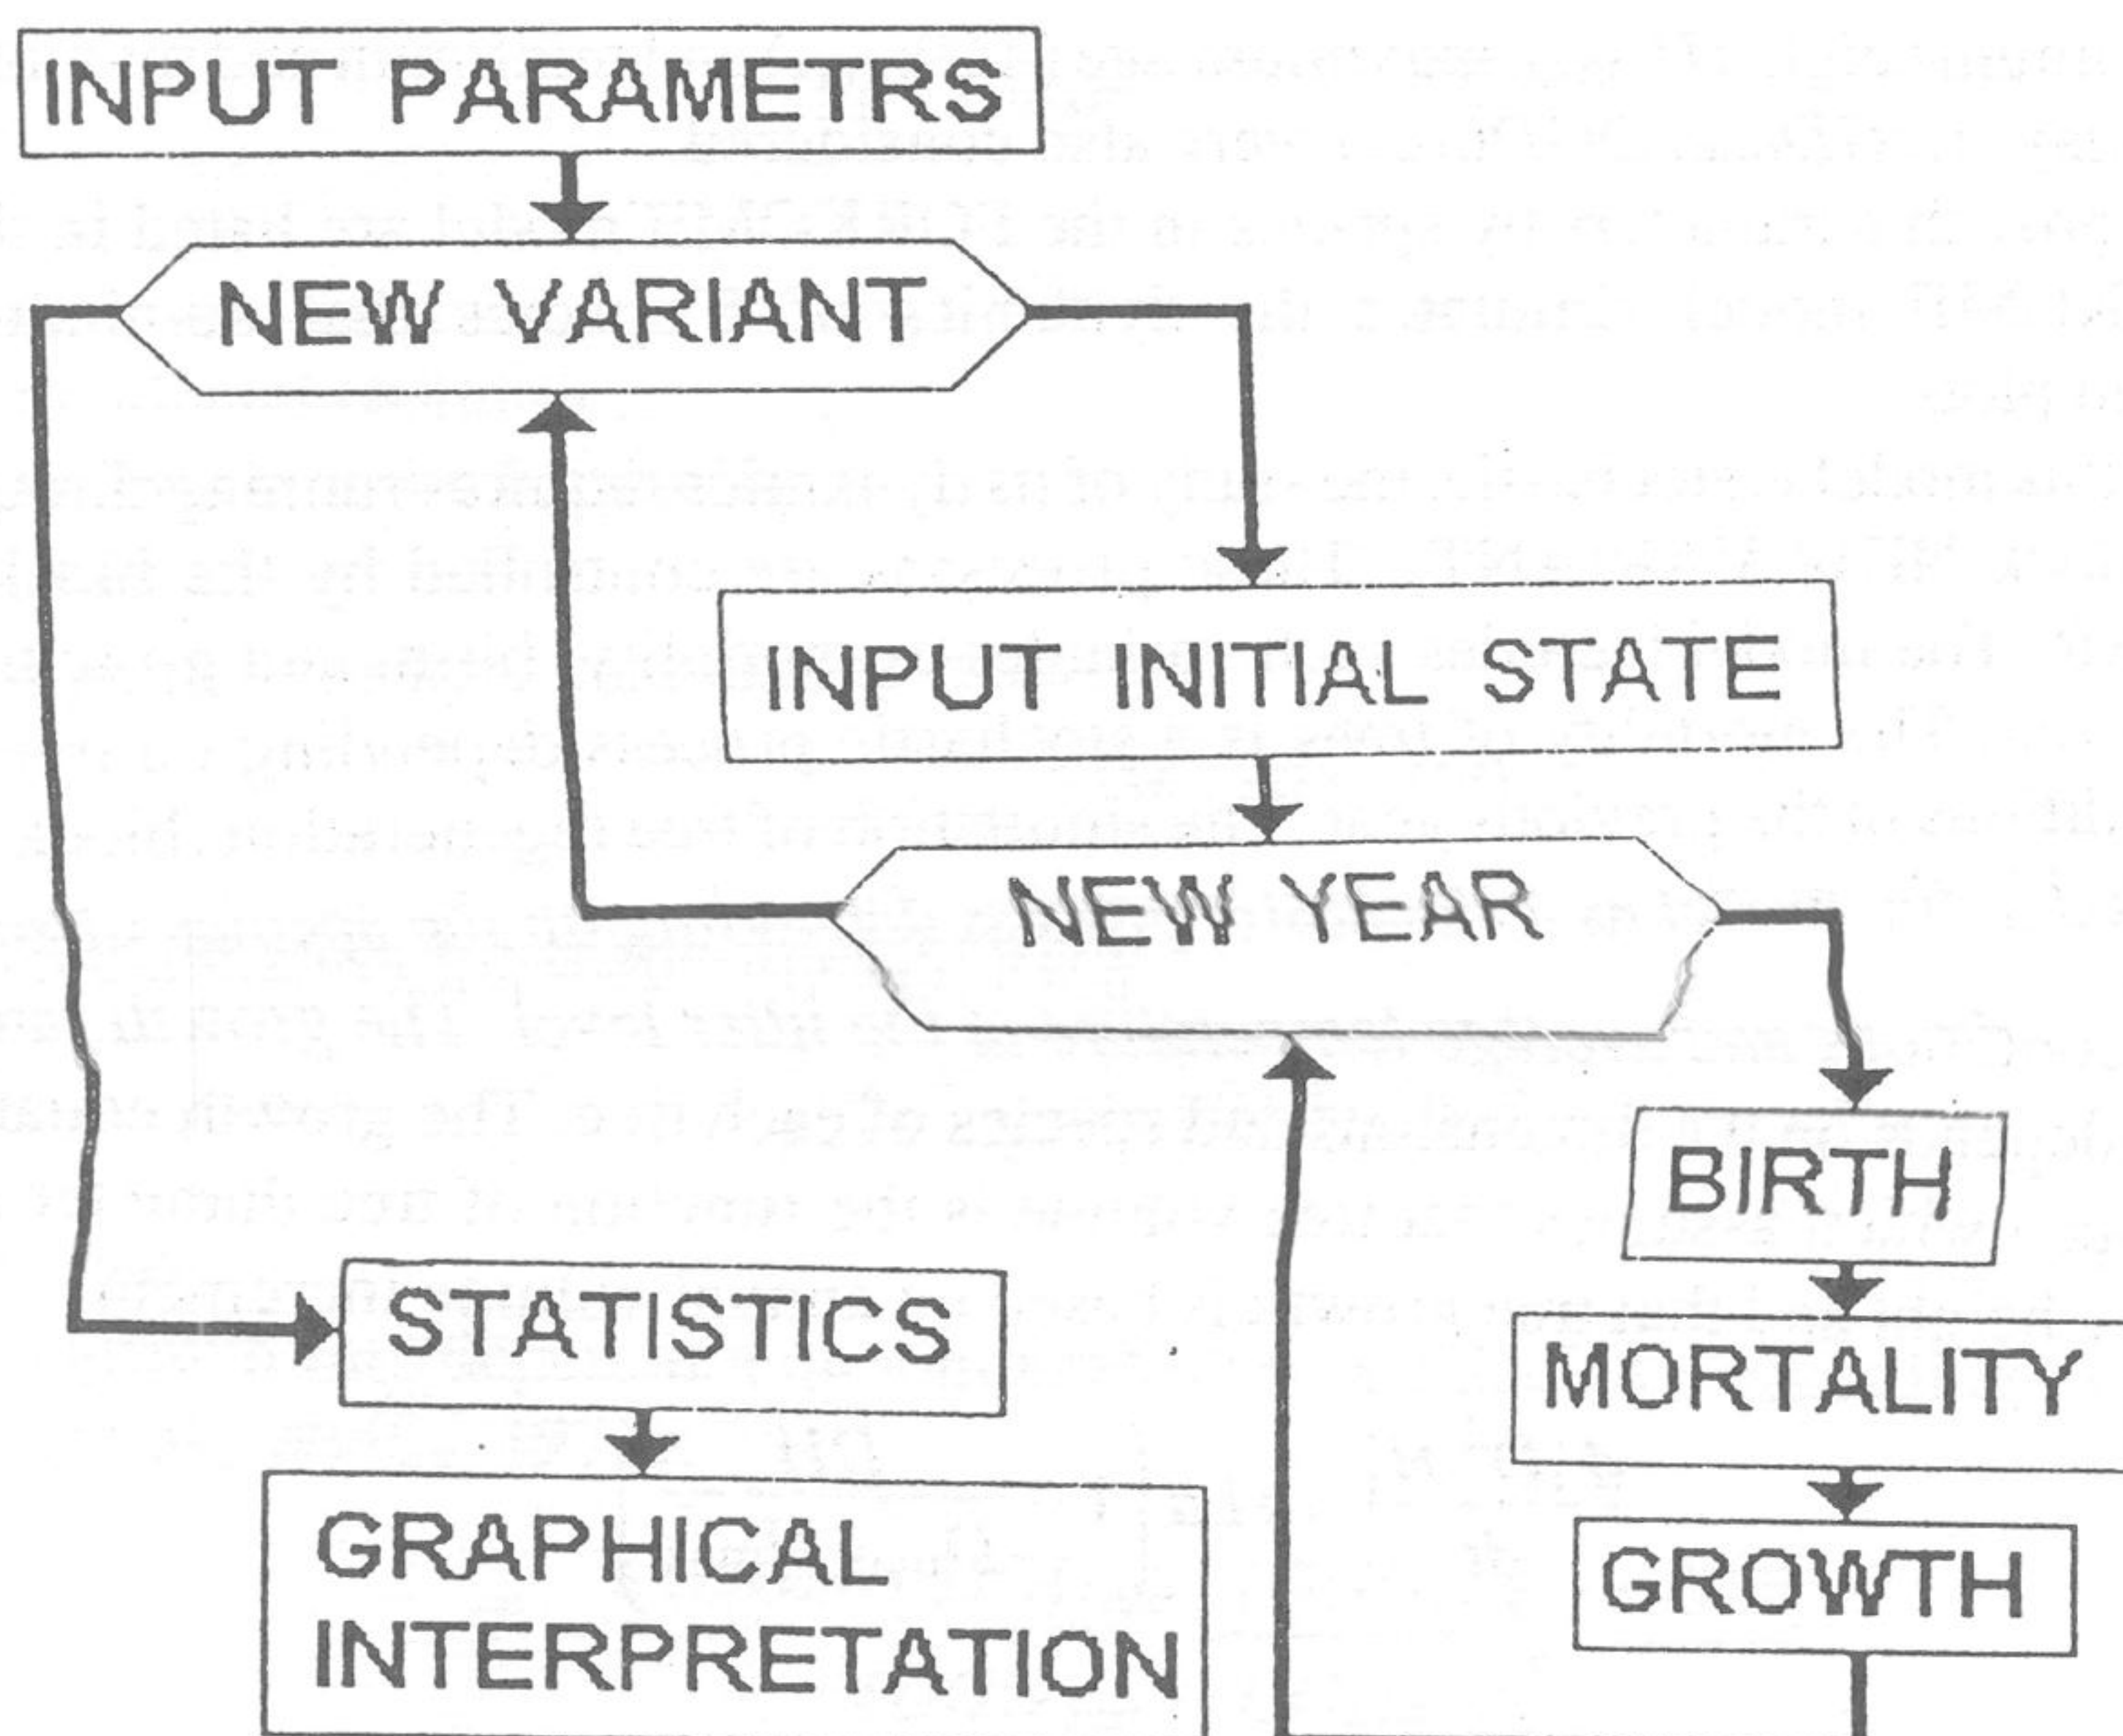 INPUT PARAMETRS
NEW VARIANT
INPUT INITIAL STATE
NEW YEAR
BIRTH
MORTALITY
GROWTH
STATISTICS
GRAPHICAL
INTERPRETATION